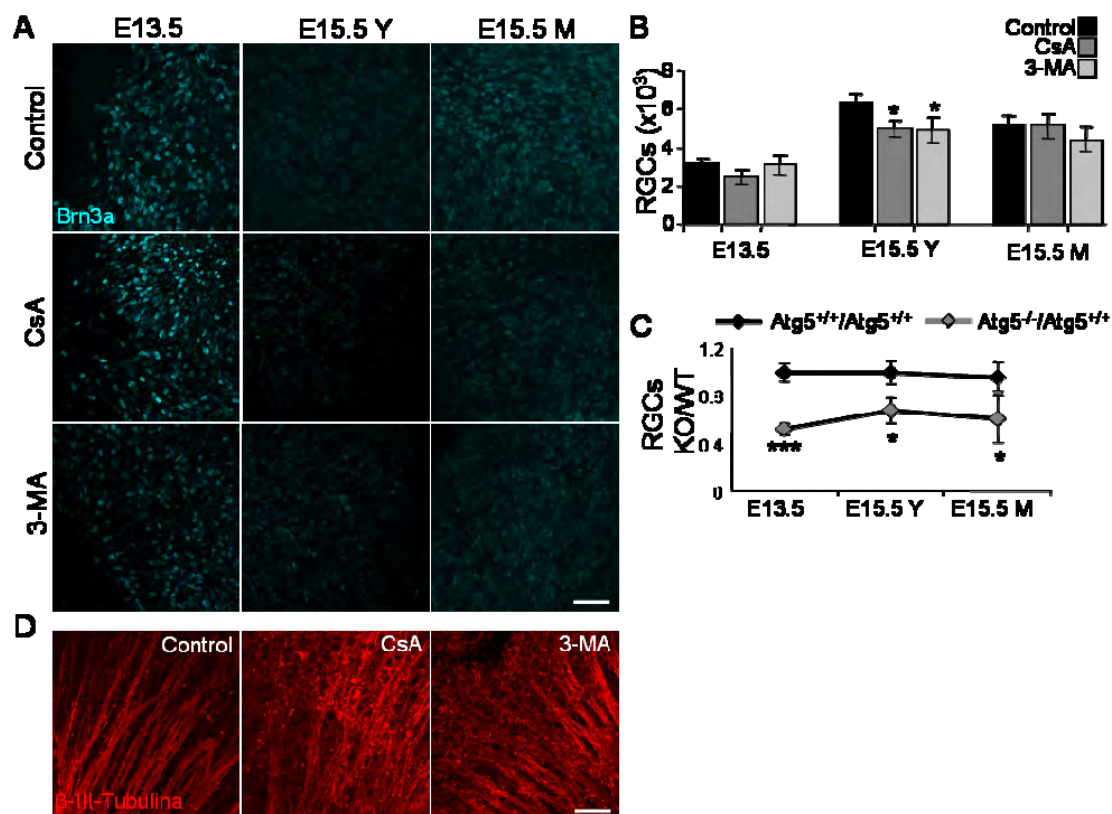 A
E13.5
E15.5 Y
E15.5 M
Control
Brn3a
CsA
3-MA
B
Control
CsA
3-MA
RGCs (x10³)
8
6
4
2
0
*
*
E13.5
E15.5 Y
E15.5 M
C
Atg5+/+/Atg5+/+
Atg5-/-/Atg5+/+
RGCs
KO/WT
1.2
0.8
0.4
0
***
*
*
E13.5
E15.5 Y
E15.5 M
D
Control
CsA
3-MA
β-III-Tubulina